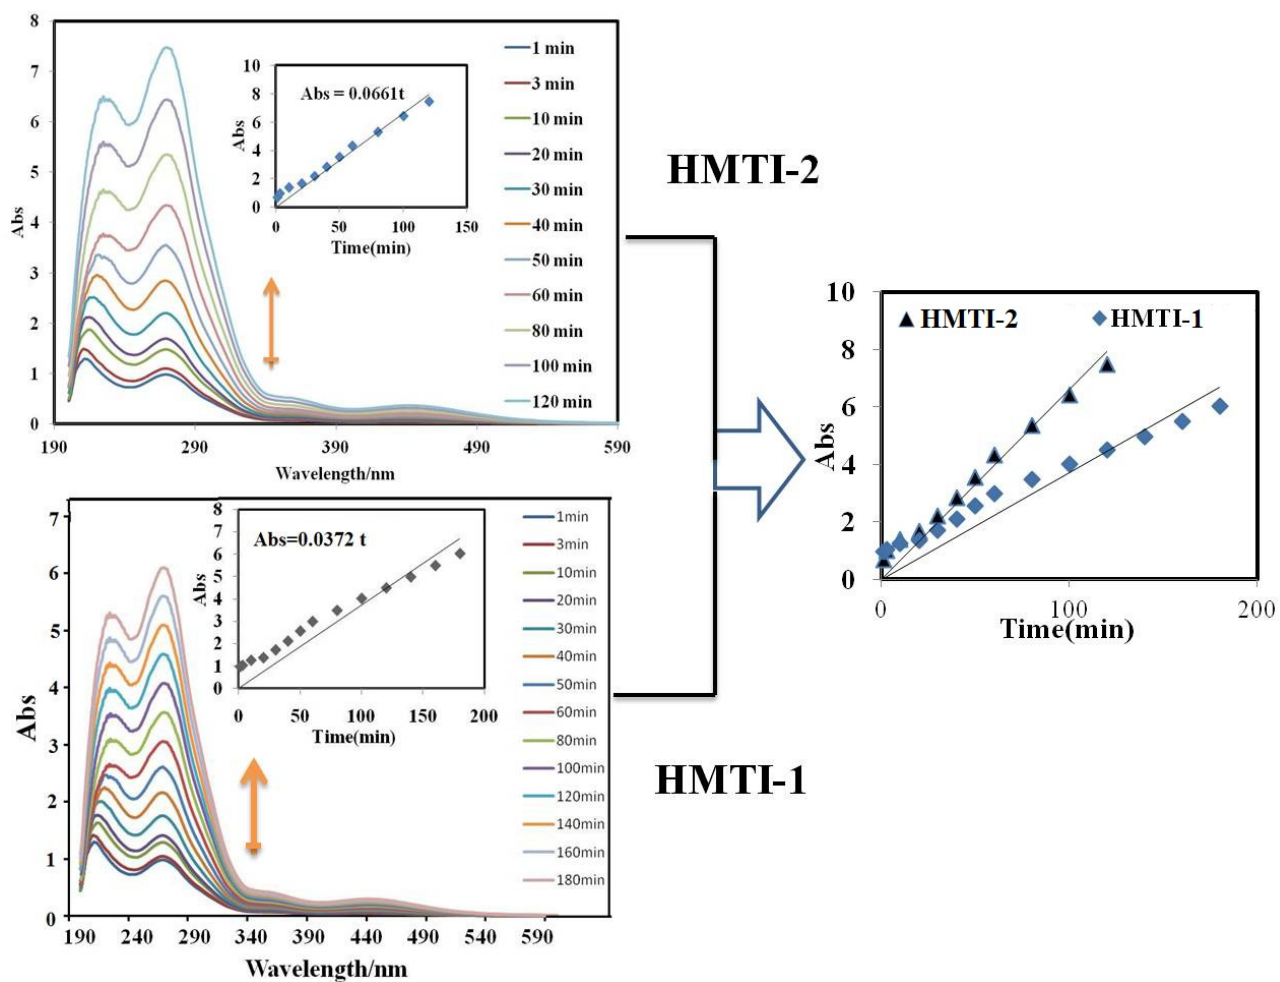 8
7
6
5
4
3
2
1
0
Abs
190
290
390
490
590
Wavelength/nm
1 min
3 min
10 min
20 min
30 min
40 min
50 min
60 min
80 min
100 min
120 min
10
8
6
4
2
0
Abs
Abs = 0.0661t
0
50
100
150
Time(min)
HMTI-2
7
6
5
4
3
2
1
0
Abs
190
240
290
340
390
440
490
540
590
Wavelength/nm
1min
3min
10min
20min
30min
40min
50min
60min
80min
100min
120min
140min
160min
180min
8
7
6
5
4
3
2
1
0
Abs
Abs=0.0372 t
0
50
100
150
200
Time(min)
HMTI-1
10
8
6
4
2
0
Abs
HMTI-2
HMTI-1
0
100
200
Time(min)